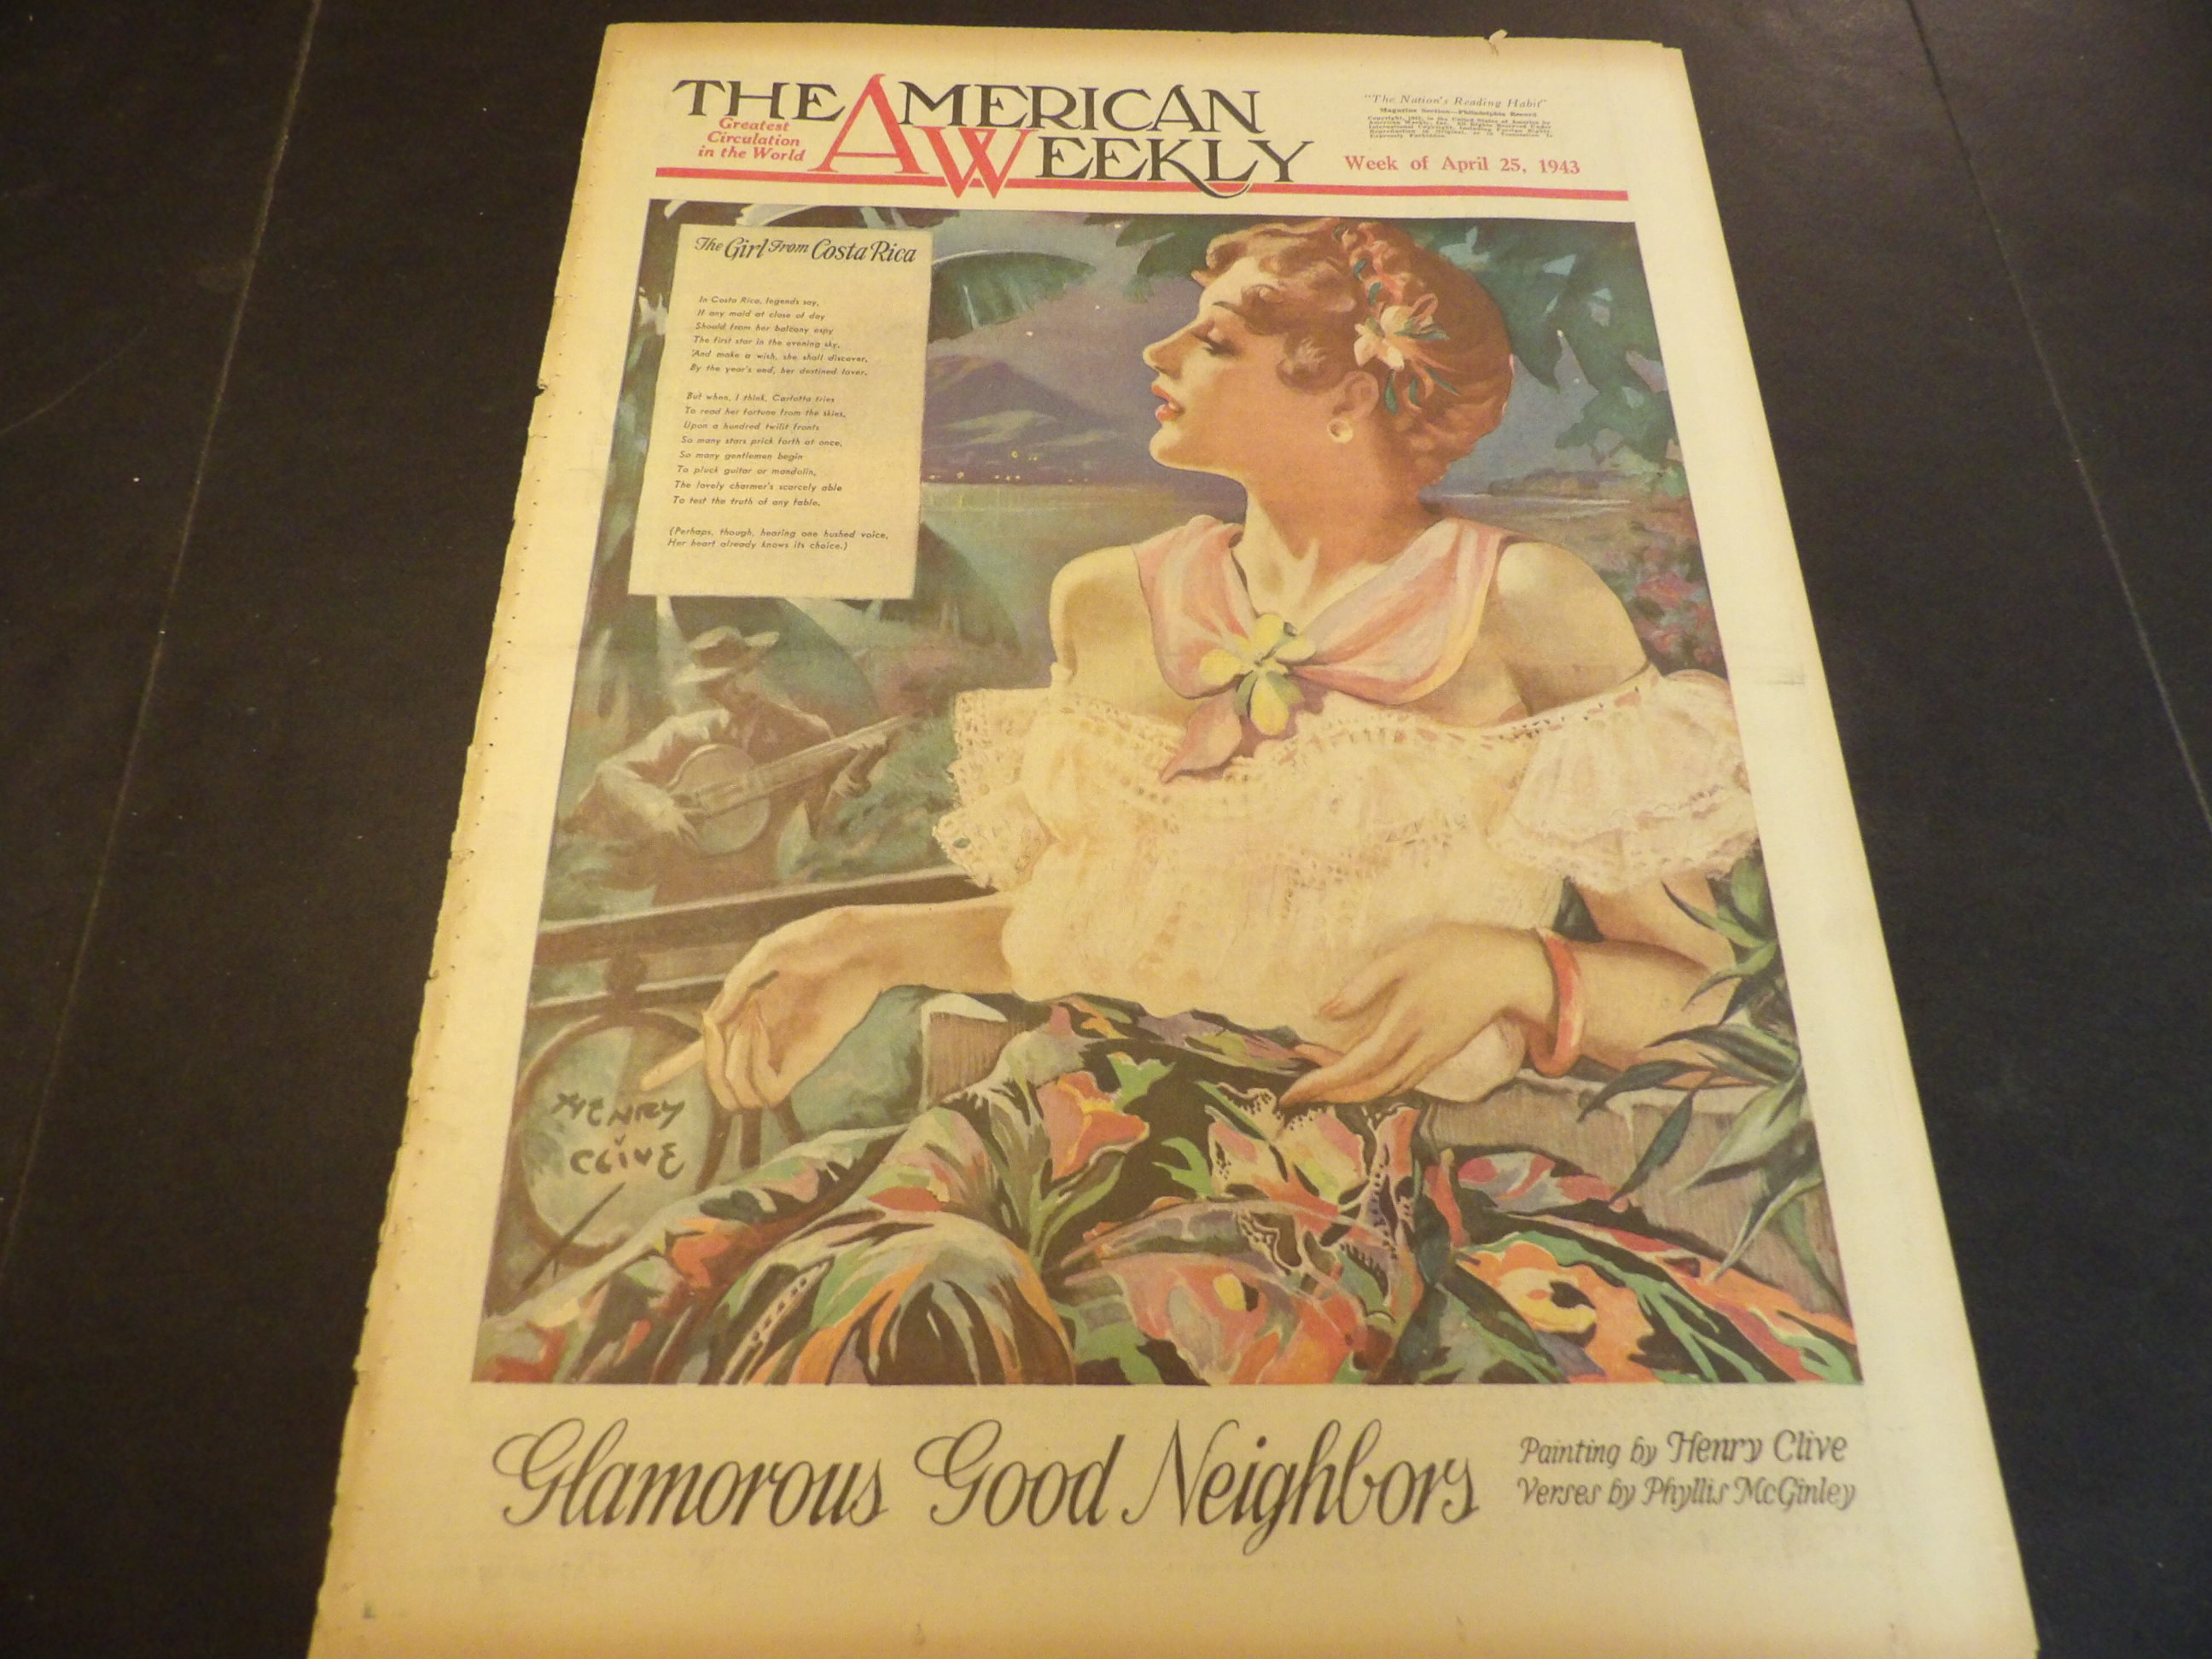 THE AMERICAN
WEEKLY
Greatest
Circulation
in the World
"The Nation's Reading Habit"
Magazine Section—Philadelphia Record
Week of April 25, 1943
The Girl From Costa Rica
In Costa Rica, legends say,
If any maid at close of day
Should from her balcony espy
The first star in the evening sky,
And make a wish, she shall discover,
By the year's end, her destined lover.
But when, I think, Carlotta tries
To read her fortune from the skies,
Upon a hundred twilit fronts
So many stars prick forth at once,
So many gentlemen begin
To pluck guitar or mandolin,
The lovely charmer's scarcely able
To test the truth of any fable.
(Perhaps, though, hearing one hushed voice,
Her heart already knows its choice.)
HENRY
CLIVE
Glamorous Good Neighbors
Painting by Henry Clive
Verses by Phyllis McGinley